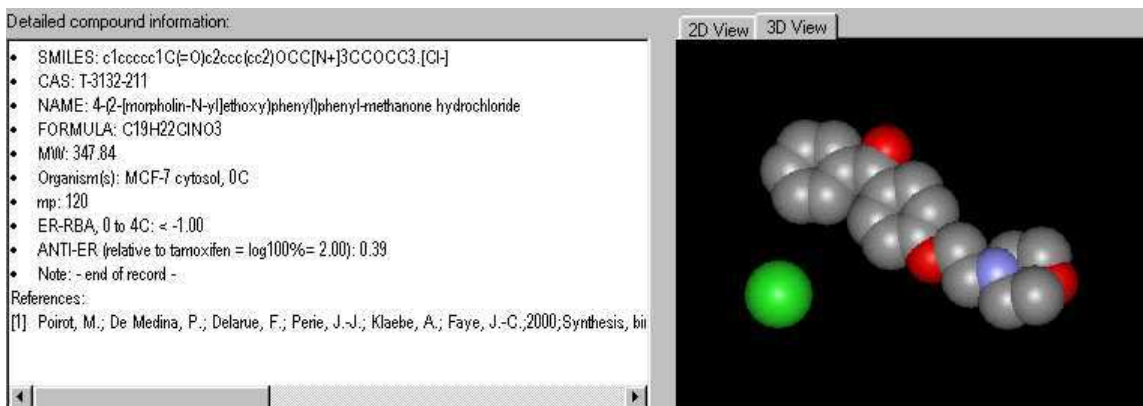 Detailed compound information:
2D View 3D View
• SMILES: c1ccccc1C(=O)c2ccc(cc2)OCC[N+]3CCOCC3.[Cl-]
• CAS: T-3132-211
• NAME: 4-(2-[morpholin-N-yl]ethoxy)phenyl)phenyl-methanone hydrochloride
• FORMULA: C19H22ClNO3
• MW: 347.84
• Organism(s): MCF-7 cytosol, 0C
• mp: 120
• ER-RBA, 0 to 4C: < -1.00
• ANTI-ER (relative to tamoxifen = log100%= 2.00): 0.39
• Note: - end of record -
References:
[1] Poirot, M.; De Medina, P.; Delarue, F.; Perie, J.-J.; Klaebe, A.; Faye, J.-C.;2000;Synthesis,